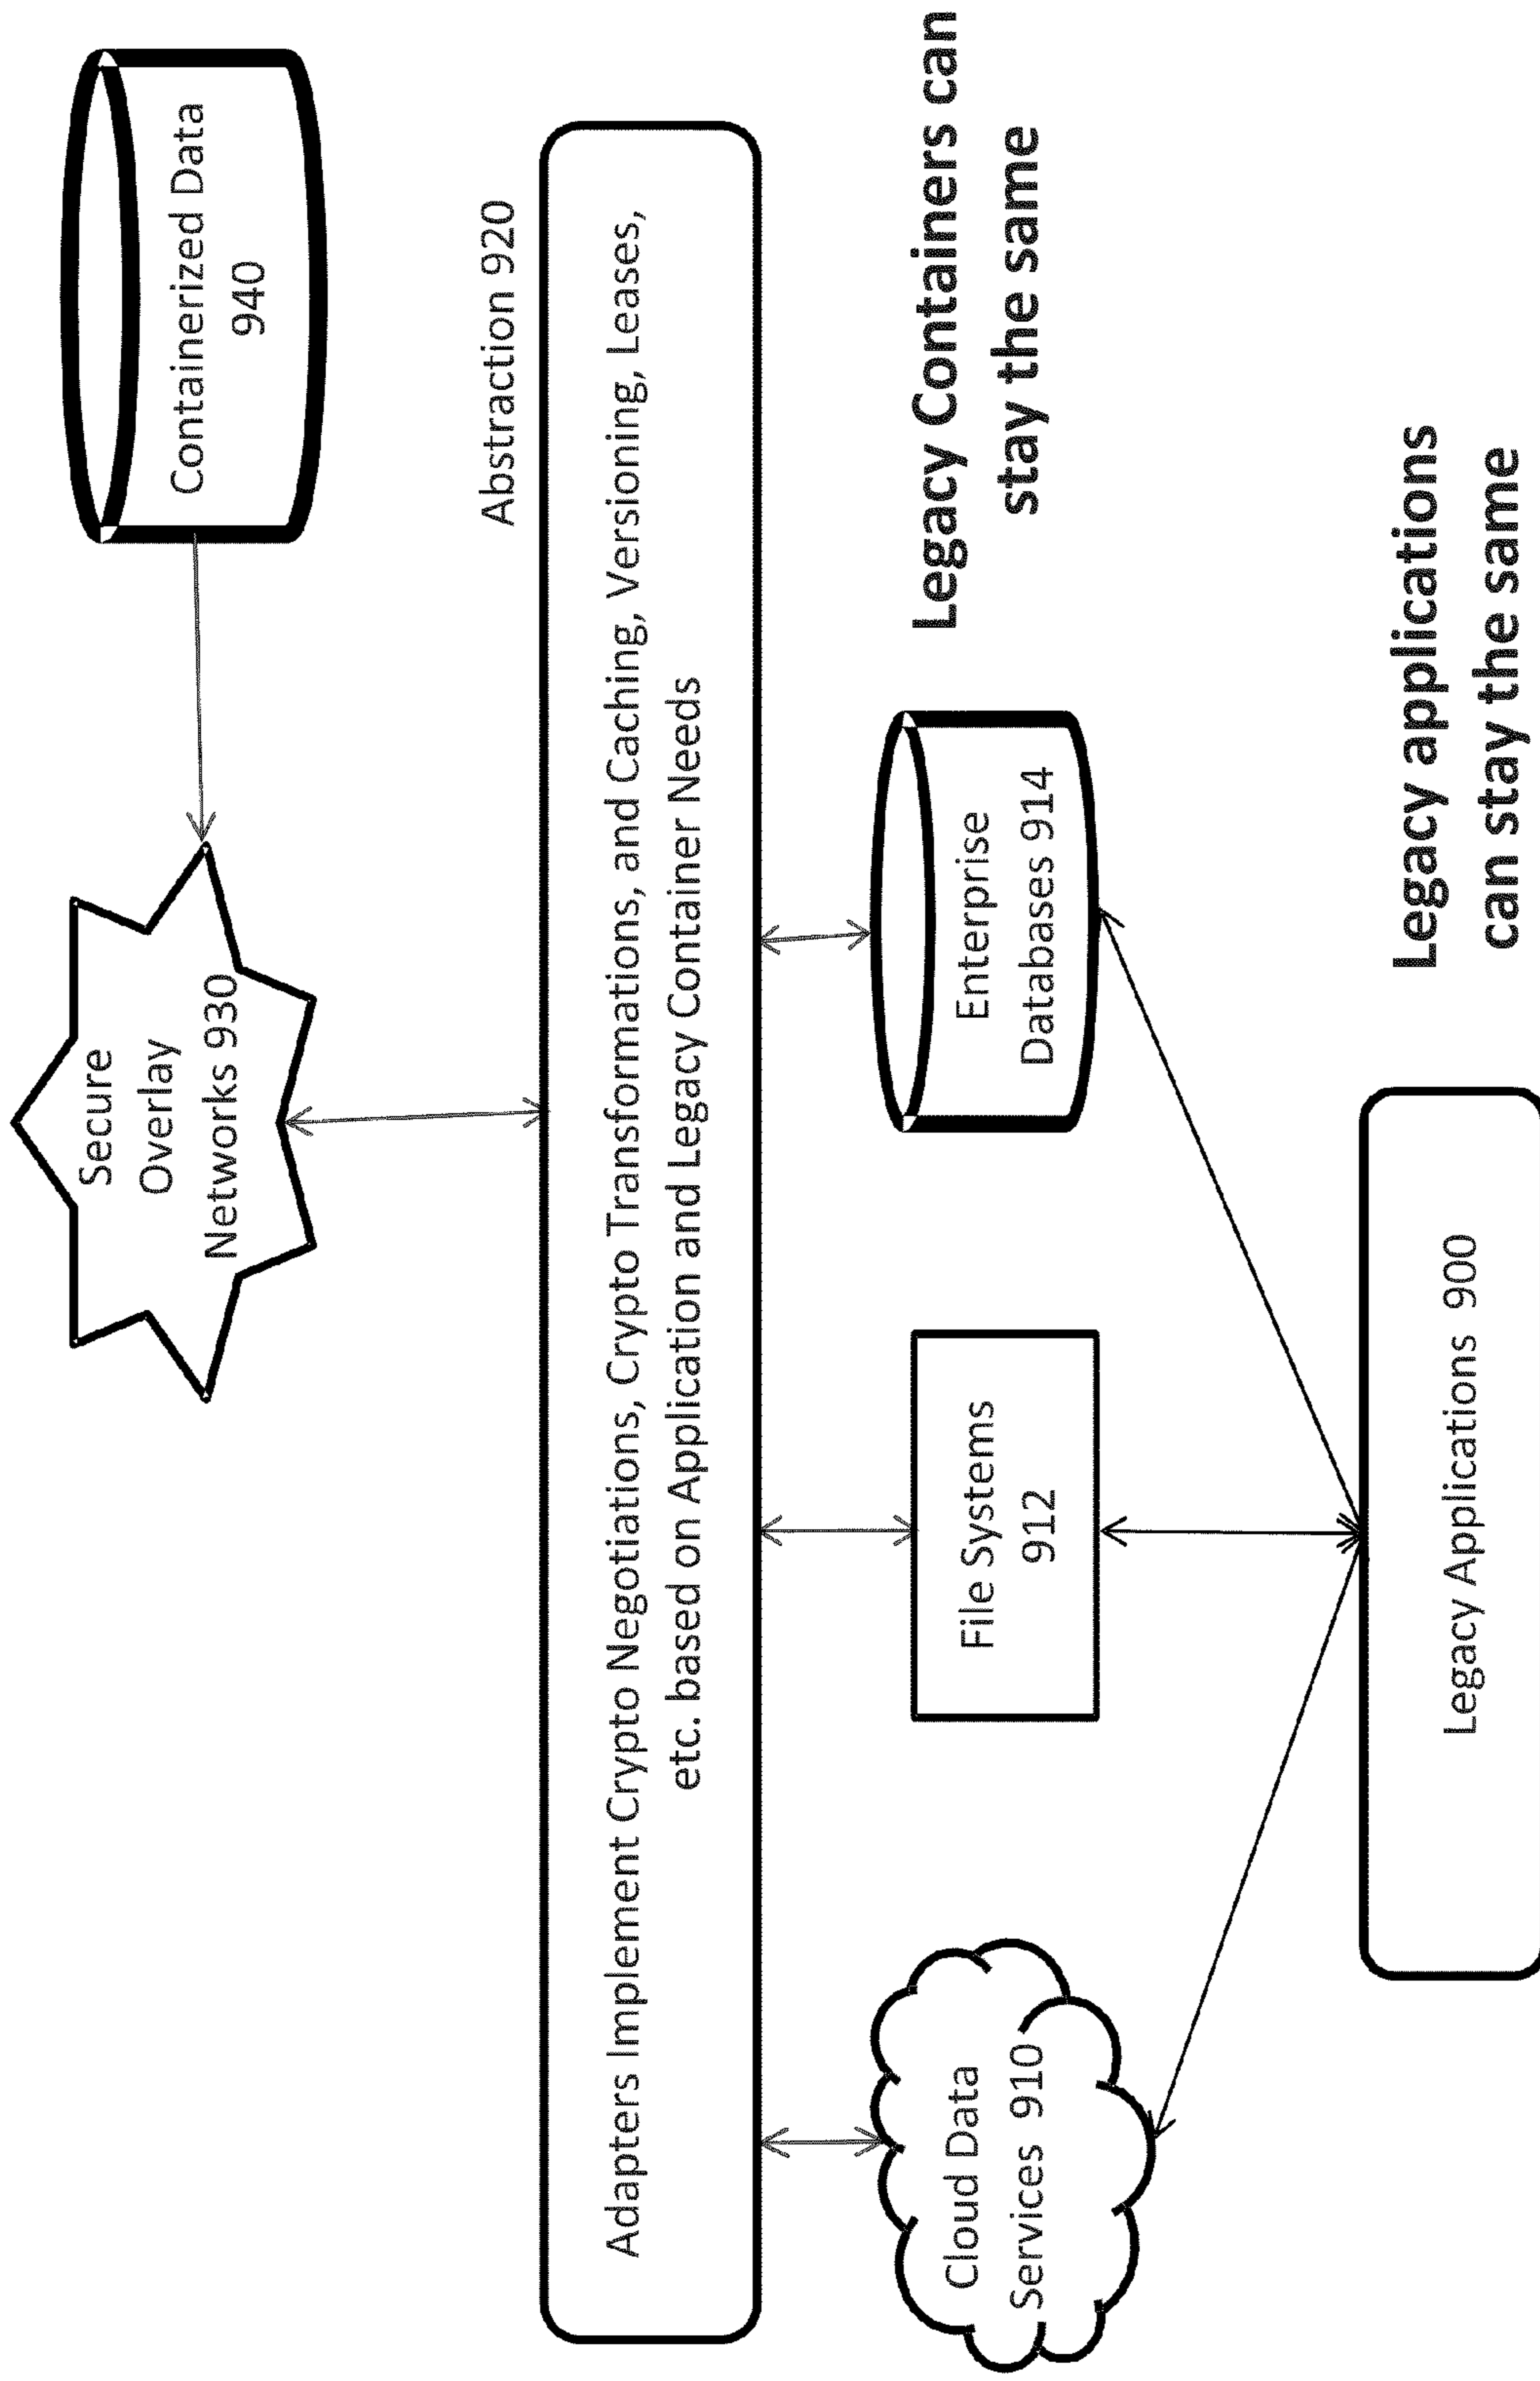 Secure
Overlay
Networks 930
Containerized Data
940
Abstraction 920
Adapters Implement Crypto Negotiations, Crypto Transformations, and Caching, Versioning, Leases,
etc. based on Application and Legacy Container Needs
Cloud Data
Services 910
File Systems
912
Enterprise
Databases 914
Legacy Containers can
stay the same
Legacy Applications 900
Legacy applications
can stay the same